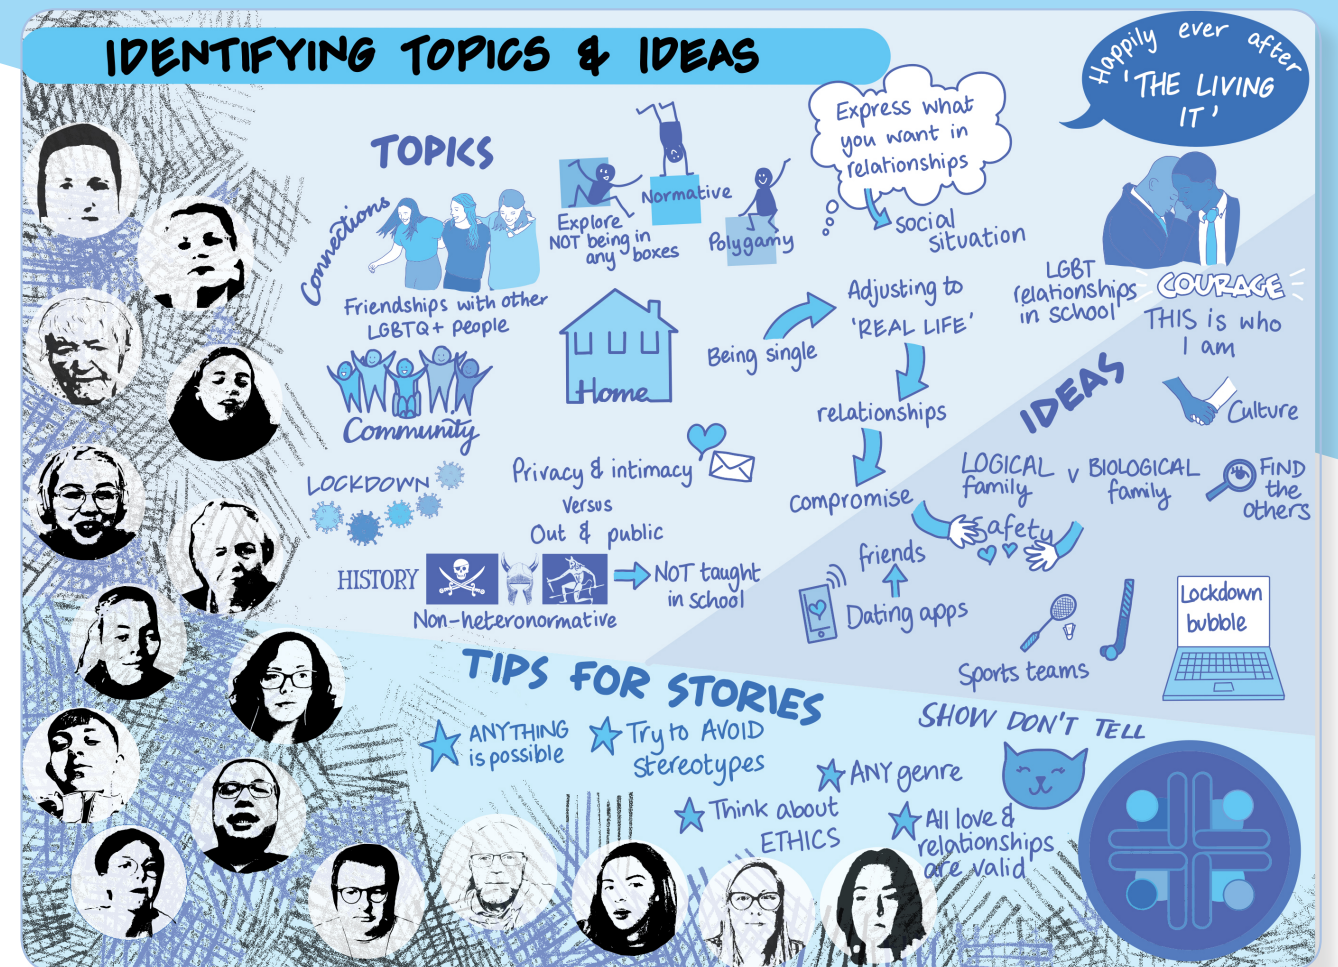 IDENTIFYING TOPICS & IDEAS
Happily ever after
'THE LIVING
IT'
TOPICS
Connections
Friendships with other
LGBTQ+ people
Community
Explore
NOT being in
any boxes
Normative
Polygamy
Express what
you want in
relationships
social
situation
Home
Being single
Adjusting to
'REAL LIFE'
relationships
compromise
LGBT
relationships
in school
COURAGE
THIS is who
I am
LOCKDOWN
Privacy & intimacy
Versus
Out & public
HISTORY
Non-heteronormative
NOT taught
in School
IDEAS
Culture
LOGICAL
family
V
BIOLOGICAL
family
FIND
the
others
Safety
friends
Dating apps
Sports teams
Lockdown
bubble
TIPS FOR STORIES
ANYTHING
is possible
Try to AVOID
Stereotypes
ANY genre
Think about
ETHICS
All love &
relationships
are valid
SHOW DON'T TELL